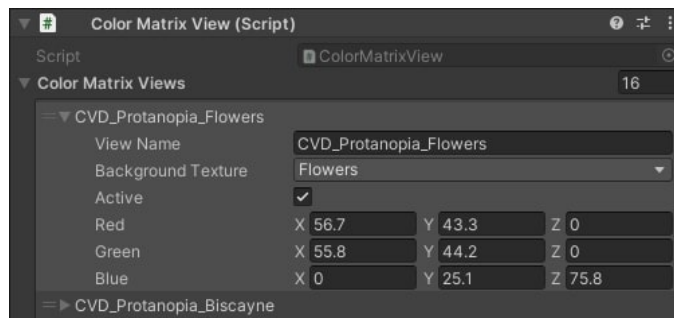 # Color Matrix View (Script)
Script ColorMatrixView
Color Matrix Views 16
CVD_Protanopia_Flowers
View Name CVD_Protanopia_Flowers
Background Texture Flowers
Active
Red X 56.7 Y 43.3 Z 0
Green X 55.8 Y 44.2 Z 0
Blue X 0 Y 25.1 Z 75.8
CVD_Protanopia_Biscayne